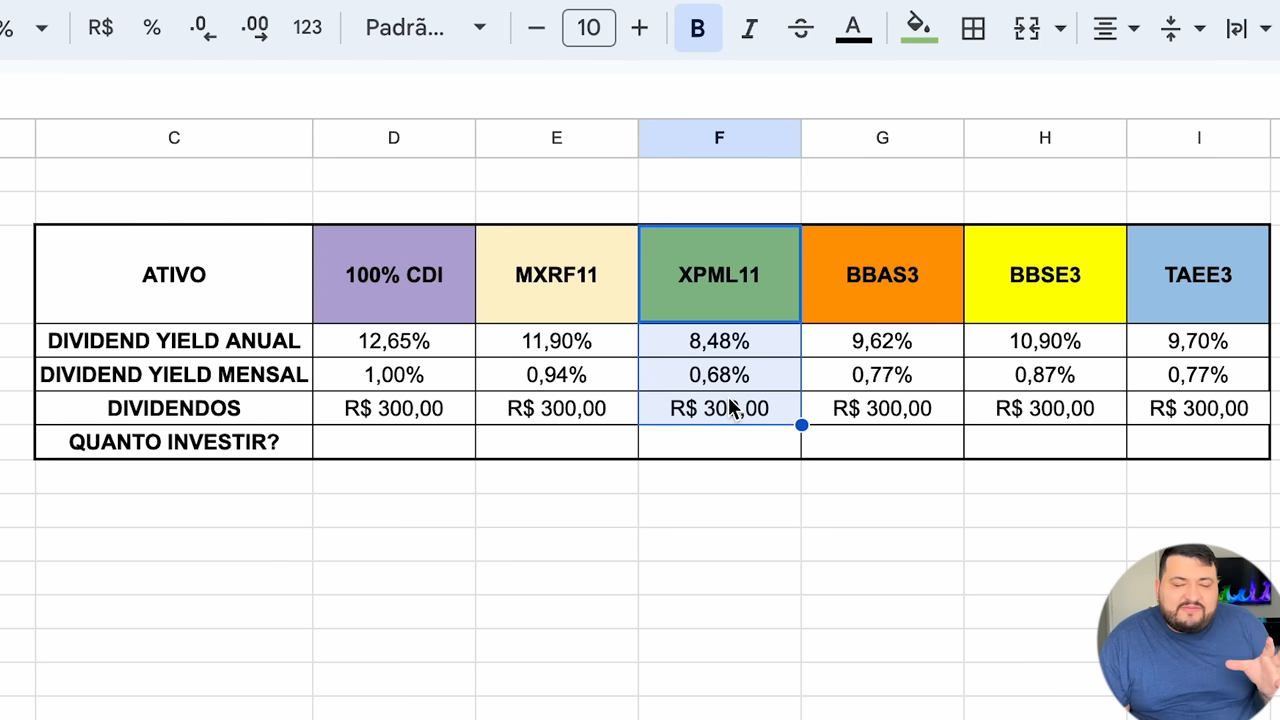 % R$ % .0 .00 123 Padrã... 10 B I S A
C D E F G H I
ATIVO 100% CDI MXRF11 XPML11 BBAS3 BBSE3 TAEE3
DIVIDEND YIELD ANUAL 12,65% 11,90% 8,48% 9,62% 10,90% 9,70%
DIVIDEND YIELD MENSAL 1,00% 0,94% 0,68% 0,77% 0,87% 0,77%
DIVIDENDOS R$ 300,00 R$ 300,00 R$ 300,00 R$ 300,00 R$ 300,00 R$ 300,00
QUANTO INVESTIR?